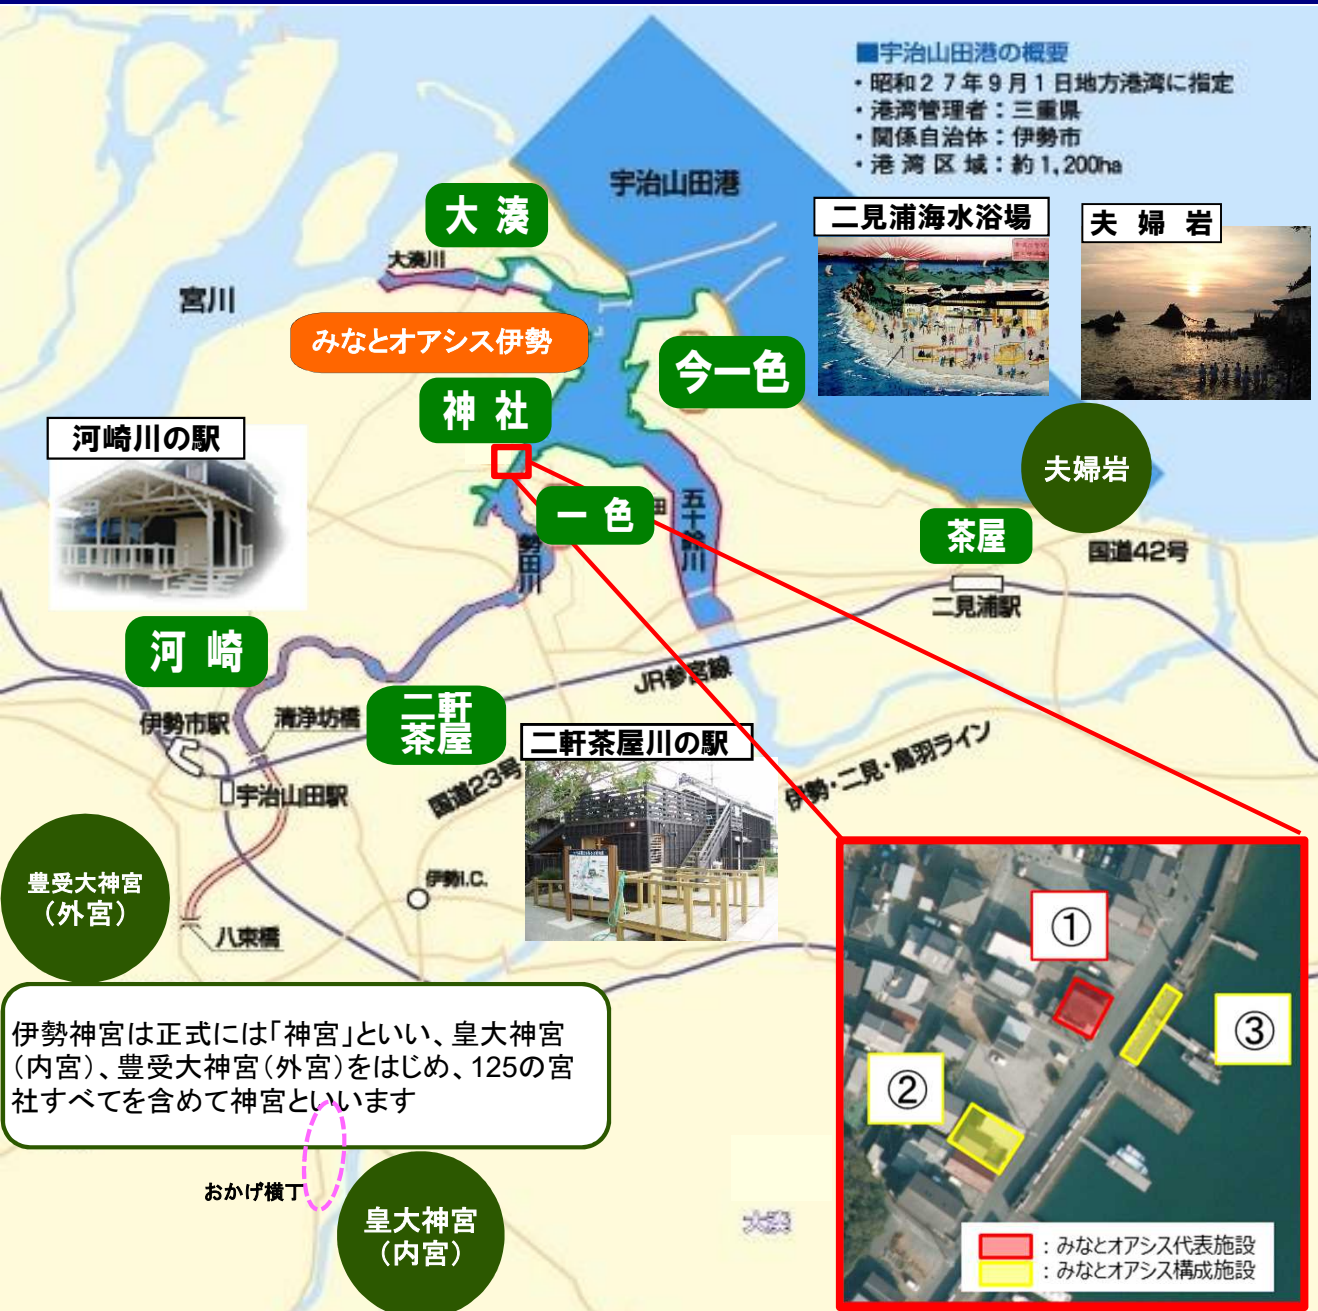 ■宇治山田港の概要
・昭和27年9月1日地方港湾に指定
・港湾管理者：三重県
・関係自治体：伊勢市
・港湾区域：約1,200ha
宇治山田港
大湊
大湊川
宮川
二見浦海水浴場
夫婦岩
みなとオアシス伊勢
今一色
神社
河崎川の駅
夫婦岩
一色
田
五十鈴川
勢田川
茶屋
国道42号
二見浦駅
河崎
JR参宮線
二軒
茶屋
伊勢市駅
清浄坊橋
二軒茶屋川の駅
国道23号
伊勢・二見・鳥羽ライン
宇治山田駅
豊受大神宮
（外宮）
伊勢I.C.
八束橋
①
②
③
伊勢神宮は正式には｢神宮｣といい、皇大神宮
（内宮）、豊受大神宮（外宮）をはじめ、125の宮
社すべてを含めて神宮といいます
おかげ横丁
皇大神宮
（内宮）
大湊
：みなとオアシス代表施設
：みなとオアシス構成施設